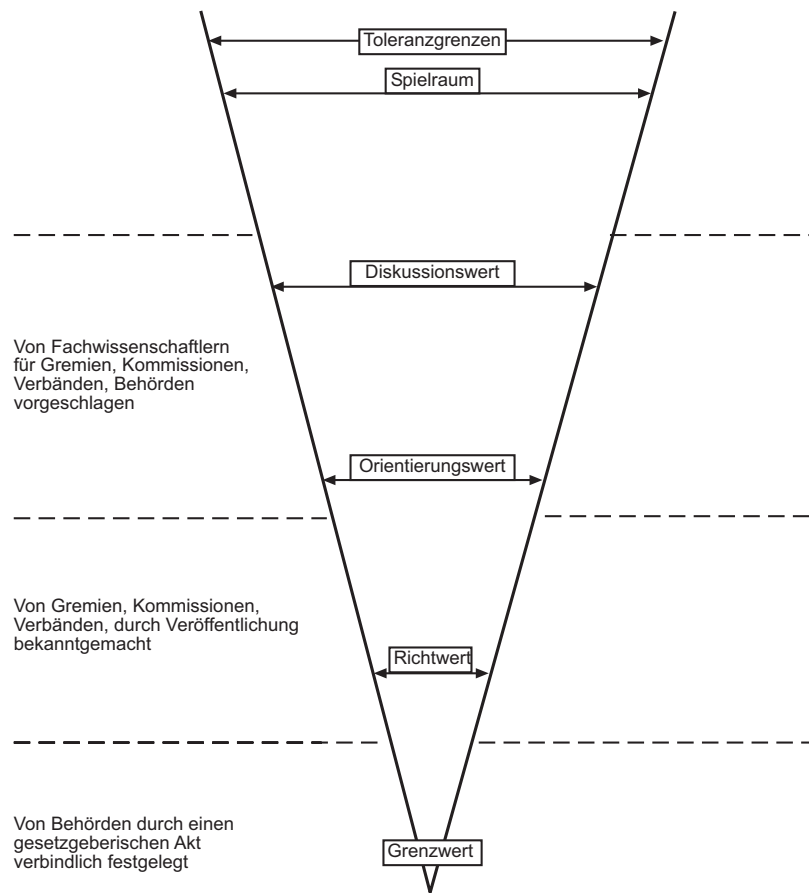 Toleranzgrenzen
Spielraum
Diskussionswert
Von Fachwissenschaftlern
für Gremien, Kommissionen,
Verbänden, Behörden
vorgeschlagen
Orientierungswert
Von Gremien, Kommissionen,
Verbänden, durch Veröffentlichung
bekanntgemacht
Richtwert
Von Behörden durch einen
gesetzgeberischen Akt
verbindlich festgelegt
Grenzwert